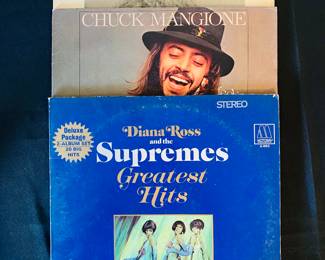 CHUCK MANGIONE
STEREO
Deluxe
Package
2-ALBUM SET
20 BIG
HITS
Diana Ross
and the
Supremes
Greatest
Hits